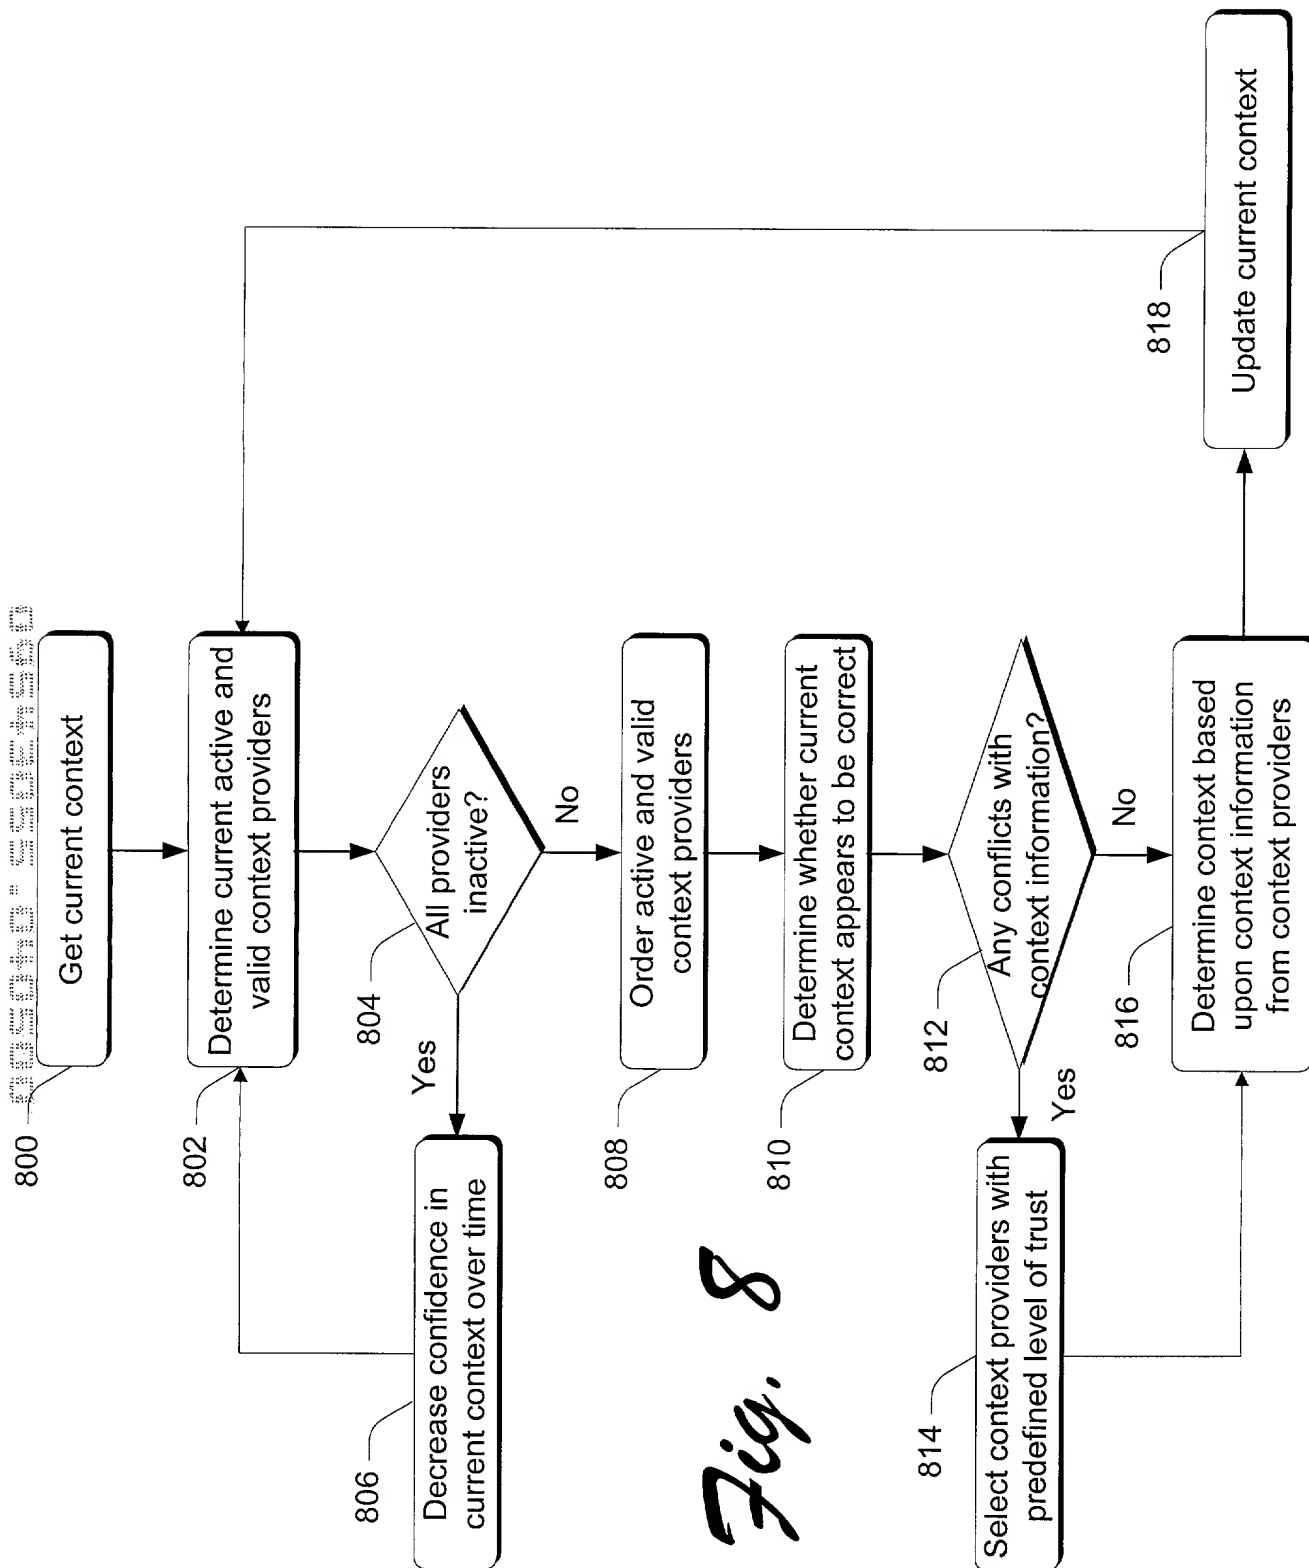 800
Get current context
802
Determine current active and
valid context providers
804
All providers
inactive?
Yes
No
806
Decrease confidence in
current context over time
808
Order active and valid
context providers
810
Determine whether current
context appears to be correct
812
Any conflicts with
context information?
Yes
No
814
Select context providers with
predefined level of trust
816
Determine context based
upon context information
from context providers
818
Update current context
Fig. 8